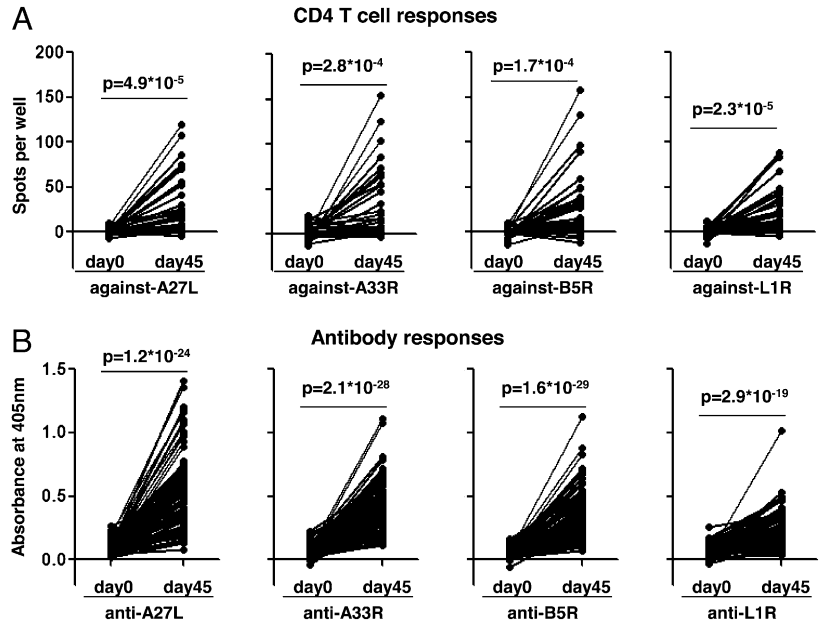 A
CD4 T cell responses
Spots per well
200
150
100
50
0
p=4.9*10-5
day0 day45
against-A27L
p=2.8*10-4
day0 day45
against-A33R
p=1.7*10-4
day0 day45
against-B5R
p=2.3*10-5
day0 day45
against-L1R
B
Antibody responses
Absorbance at 405nm
1.5
1.0
0.5
0.0
p=1.2*10-24
day0 day45
anti-A27L
p=2.1*10-28
day0 day45
anti-A33R
p=1.6*10-29
day0 day45
anti-B5R
p=2.9*10-19
day0 day45
anti-L1R